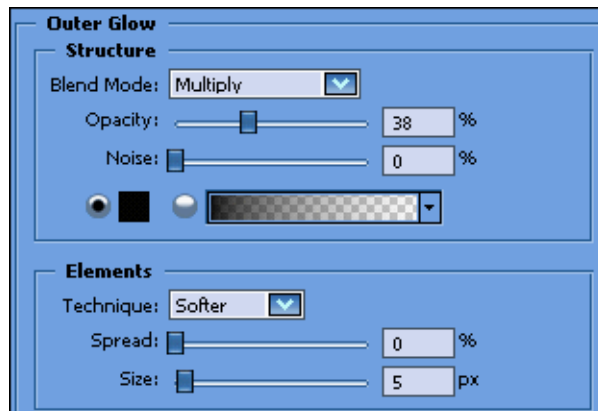 Outer Glow
Structure
Blend Mode: Multiply
Opacity: 38 %
Noise: 0 %
Elements
Technique: Softer
Spread: 0 %
Size: 5 px